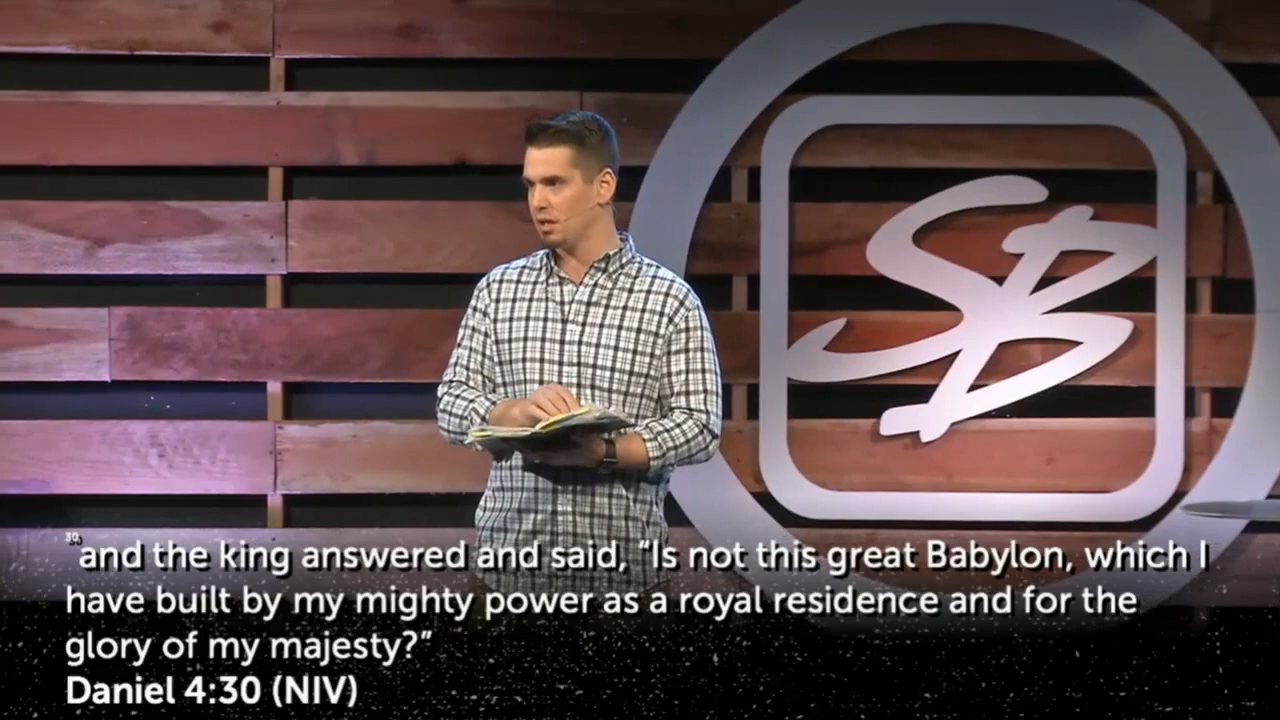 SB
30 and the king answered and said, “Is not this great Babylon, which I
have built by my mighty power as a royal residence and for the
glory of my majesty?”
Daniel 4:30 (NIV)